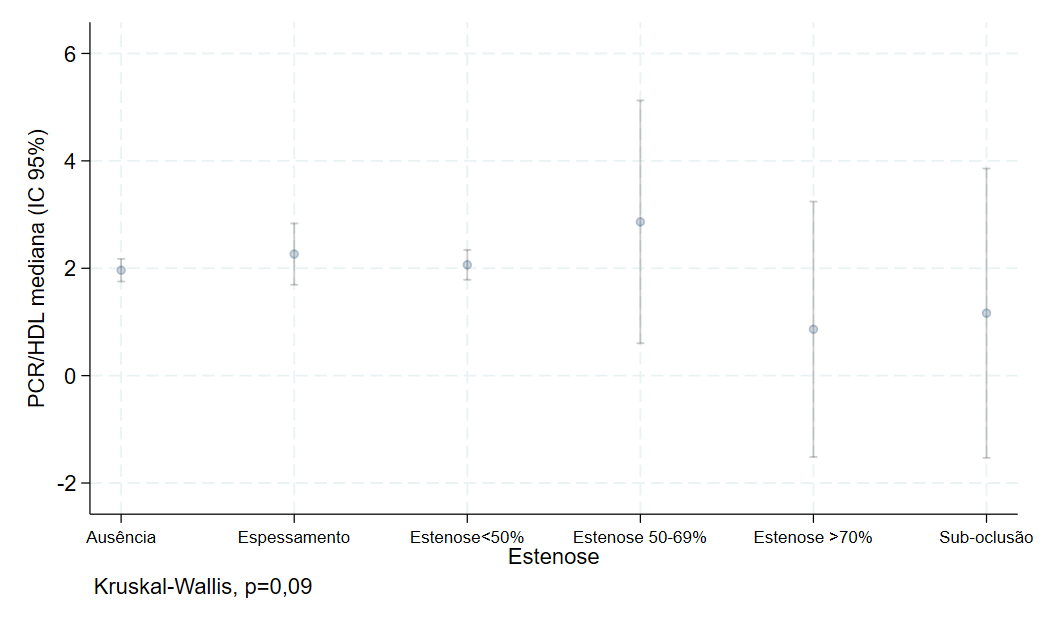 PCR/HDL mediana (IC 95%)
6
4
2
0
-2
Ausência Espessamento Estenose<50% Estenose 50-69% Estenose >70% Sub-oclusão
Estenose
Kruskal-Wallis, p=0,09